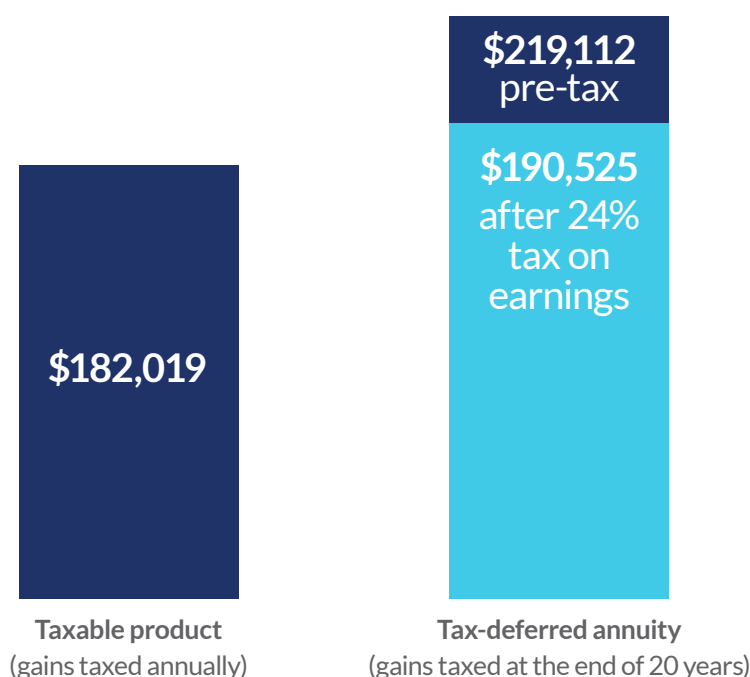 $219,112
pre-tax
$190,525
after 24%
tax on
earnings
$182,019
Taxable product
(gains taxed annually)
Tax-deferred annuity
(gains taxed at the end of 20 years)